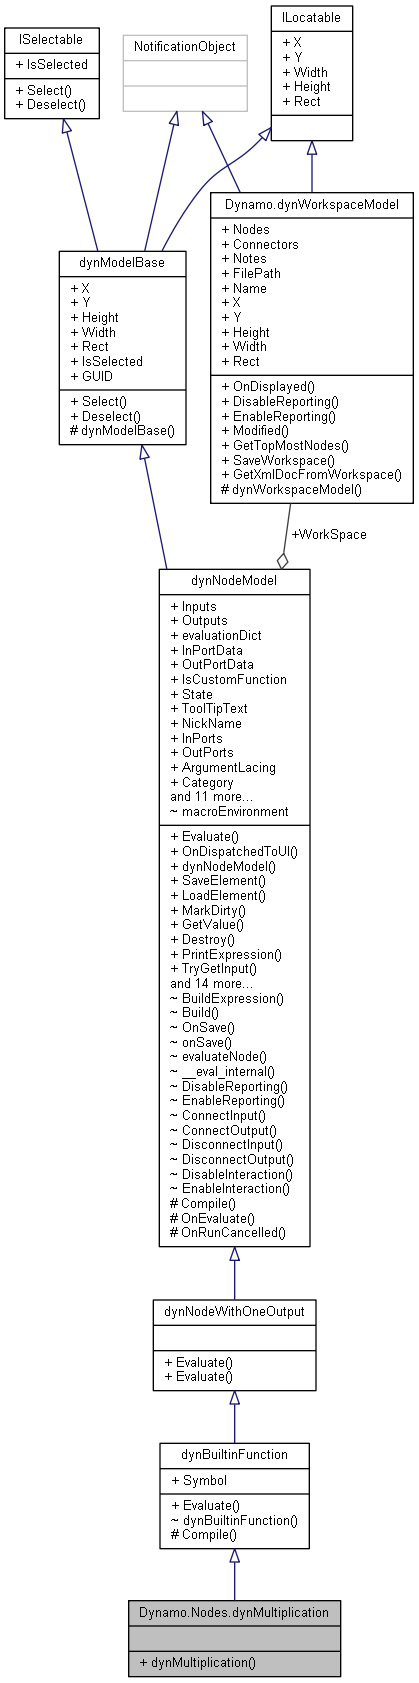 ISelectable
+ IsSelected
+ Select()
+ Deselect()
NotificationObject
ILocatable
+ X
+ Y
+ Width
+ Height
+ Rect
Dynamo.dynWorkspaceModel
+ Nodes
+ Connectors
+ Notes
+ FilePath
+ Name
+ X
+ Y
+ Height
+ Width
+ Rect
+ OnDisplayed()
+ DisableReporting()
+ EnableReporting()
+ Modified()
+ GetTopMostNodes()
+ SaveWorkspace()
+ GetXmlDocFromWorkspace()
# dynWorkspaceModel()
dynModelBase
+ X
+ Y
+ Height
+ Width
+ Rect
+ IsSelected
+ GUID
+ Select()
+ Deselect()
# dynModelBase()
+WorkSpace
dynNodeModel
+ Inputs
+ Outputs
+ evaluationDict
+ InPortData
+ OutPortData
+ IsCustomFunction
+ State
+ ToolTipText
+ NickName
+ InPorts
+ OutPorts
+ ArgumentLacing
+ Category
and 11 more...
~ macroEnvironment
+ Evaluate()
+ OnDispatchedToUI()
+ dynNodeModel()
+ SaveElement()
+ LoadElement()
+ MarkDirty()
+ GetValue()
+ Destroy()
+ PrintExpression()
+ TryGetInput()
and 14 more...
~ BuildExpression()
~ Build()
~ OnSave()
~ onSave()
~ evaluateNode()
~ __eval_internal()
~ DisableReporting()
~ EnableReporting()
~ ConnectInput()
~ ConnectOutput()
~ DisconnectInput()
~ DisconnectOutput()
~ DisableInteraction()
~ EnableInteraction()
# Compile()
# OnEvaluate()
# OnRunCancelled()
dynNodeWithOneOutput
+ Evaluate()
+ Evaluate()
dynBuiltinFunction
+ Symbol
+ Evaluate()
~ dynBuiltinFunction()
# Compile()
Dynamo.Nodes.dynMultiplication
+ dynMultiplication()